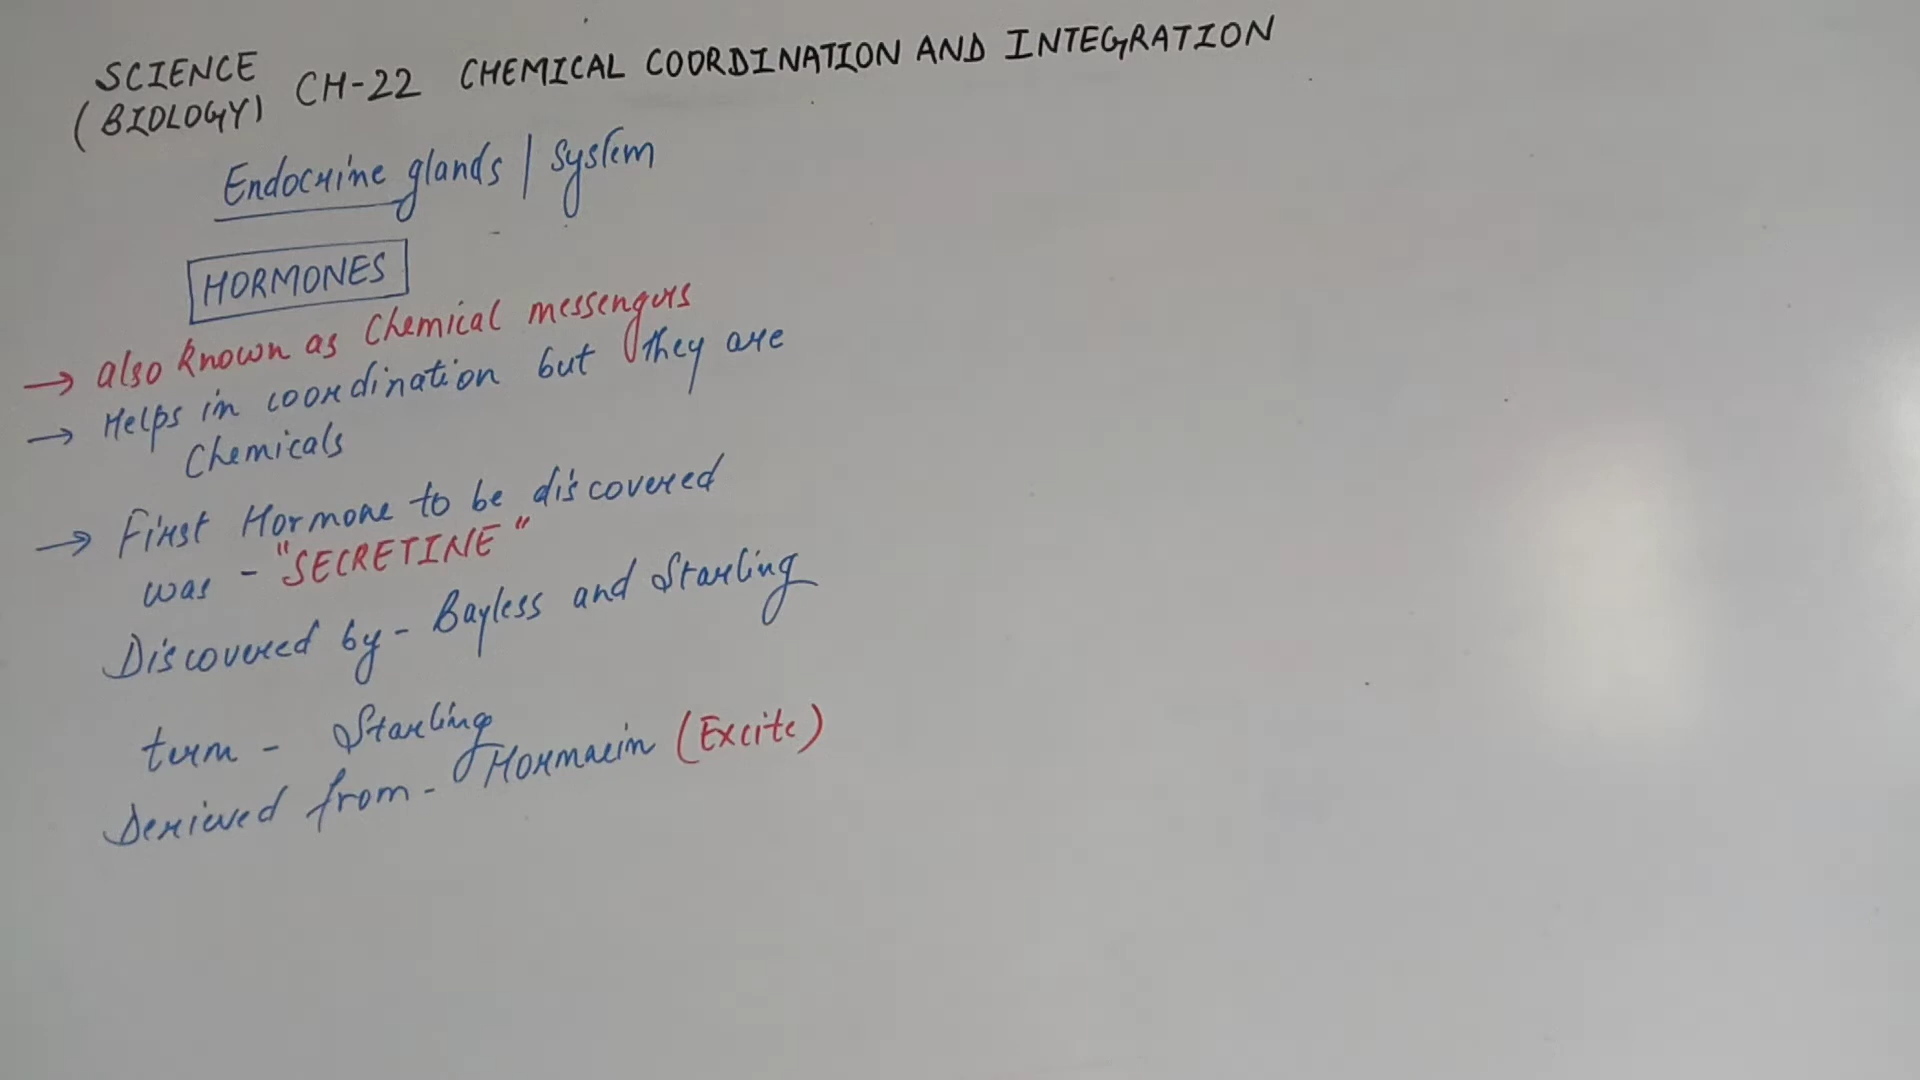 SCIENCE
(BIOLOGY) CH-22 CHEMICAL COORDINATION AND INTEGRATION
Endocrine glands / system
HORMONES
→ also known as Chemical messengers
→ Helps in coordination but they are
Chemicals
→ First Hormone to be discovered
was - "SECRETINE"
Discovered by - Bayless and Starling
term - Starling
Derieved from - Hormaein (Excite)